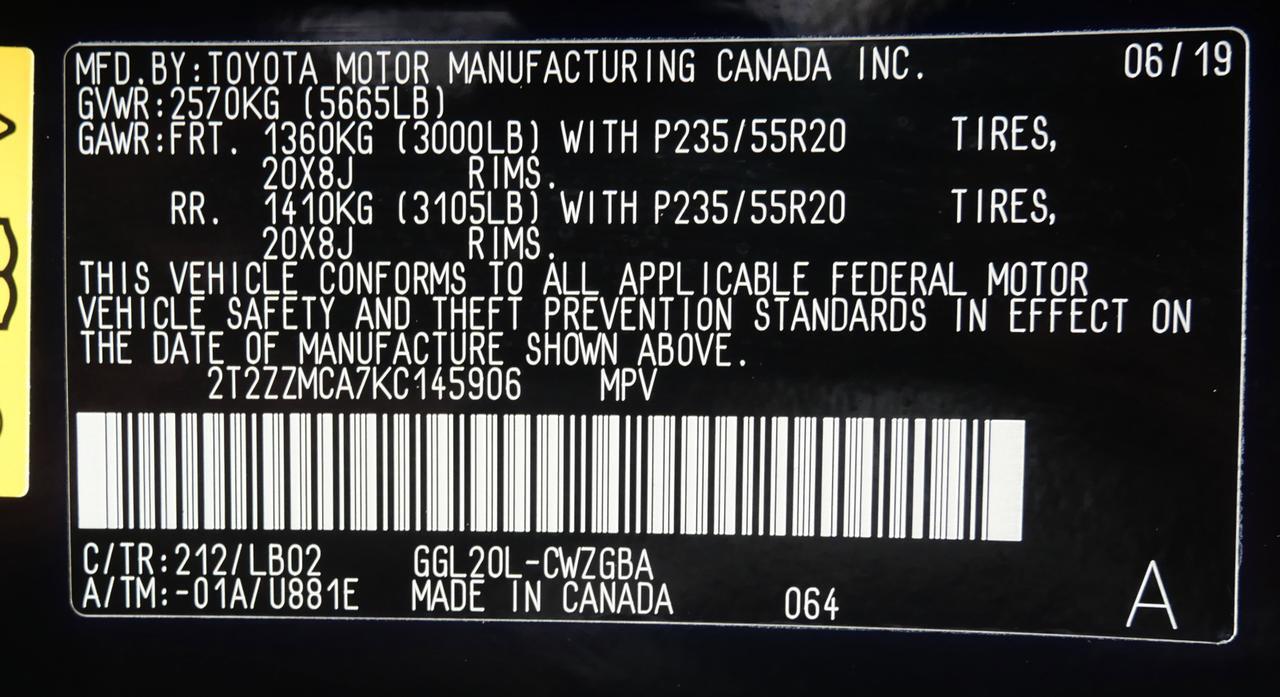 MFD.BY:TOYOTA MOTOR MANUFACTURING CANADA INC. 06/19
GVWR:2570KG (5665LB)
GAWR:FRT. 1360KG (3000LB) WITH P235/55R20 TIRES,
20X8J RIMS.
RR. 1410KG (3105LB) WITH P235/55R20 TIRES,
20X8J RIMS.
THIS VEHICLE CONFORMS TO ALL APPLICABLE FEDERAL MOTOR
VEHICLE SAFETY AND THEFT PREVENTION STANDARDS IN EFFECT ON
THE DATE OF MANUFACTURE SHOWN ABOVE.
2T2ZZMCA7KC145906 MPV
C/TR:212/LB02 GGL20L-CWZGBA
A/TM:-01A/U881E MADE IN CANADA 064 A